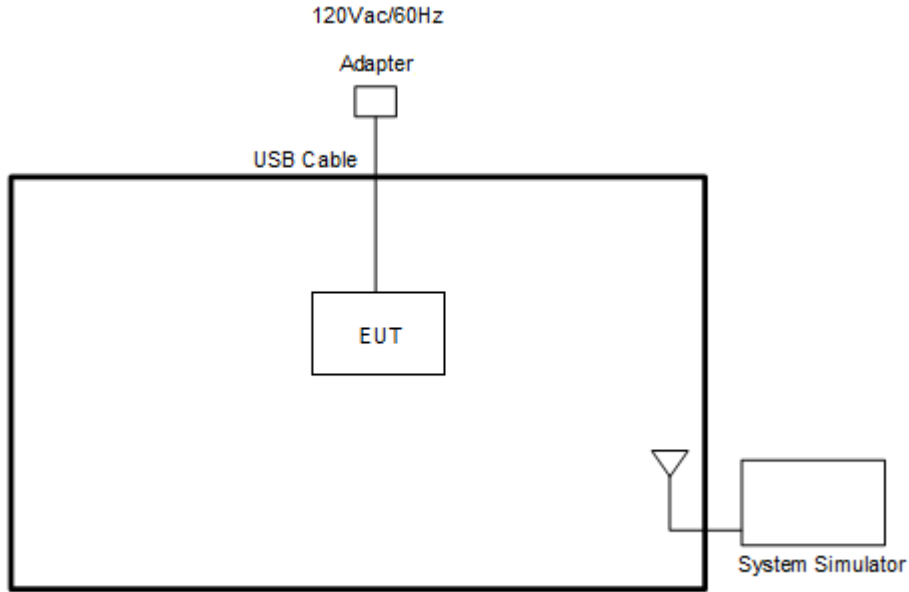 120Vac/60Hz
Adapter
USB Cable
EUT
System Simulator